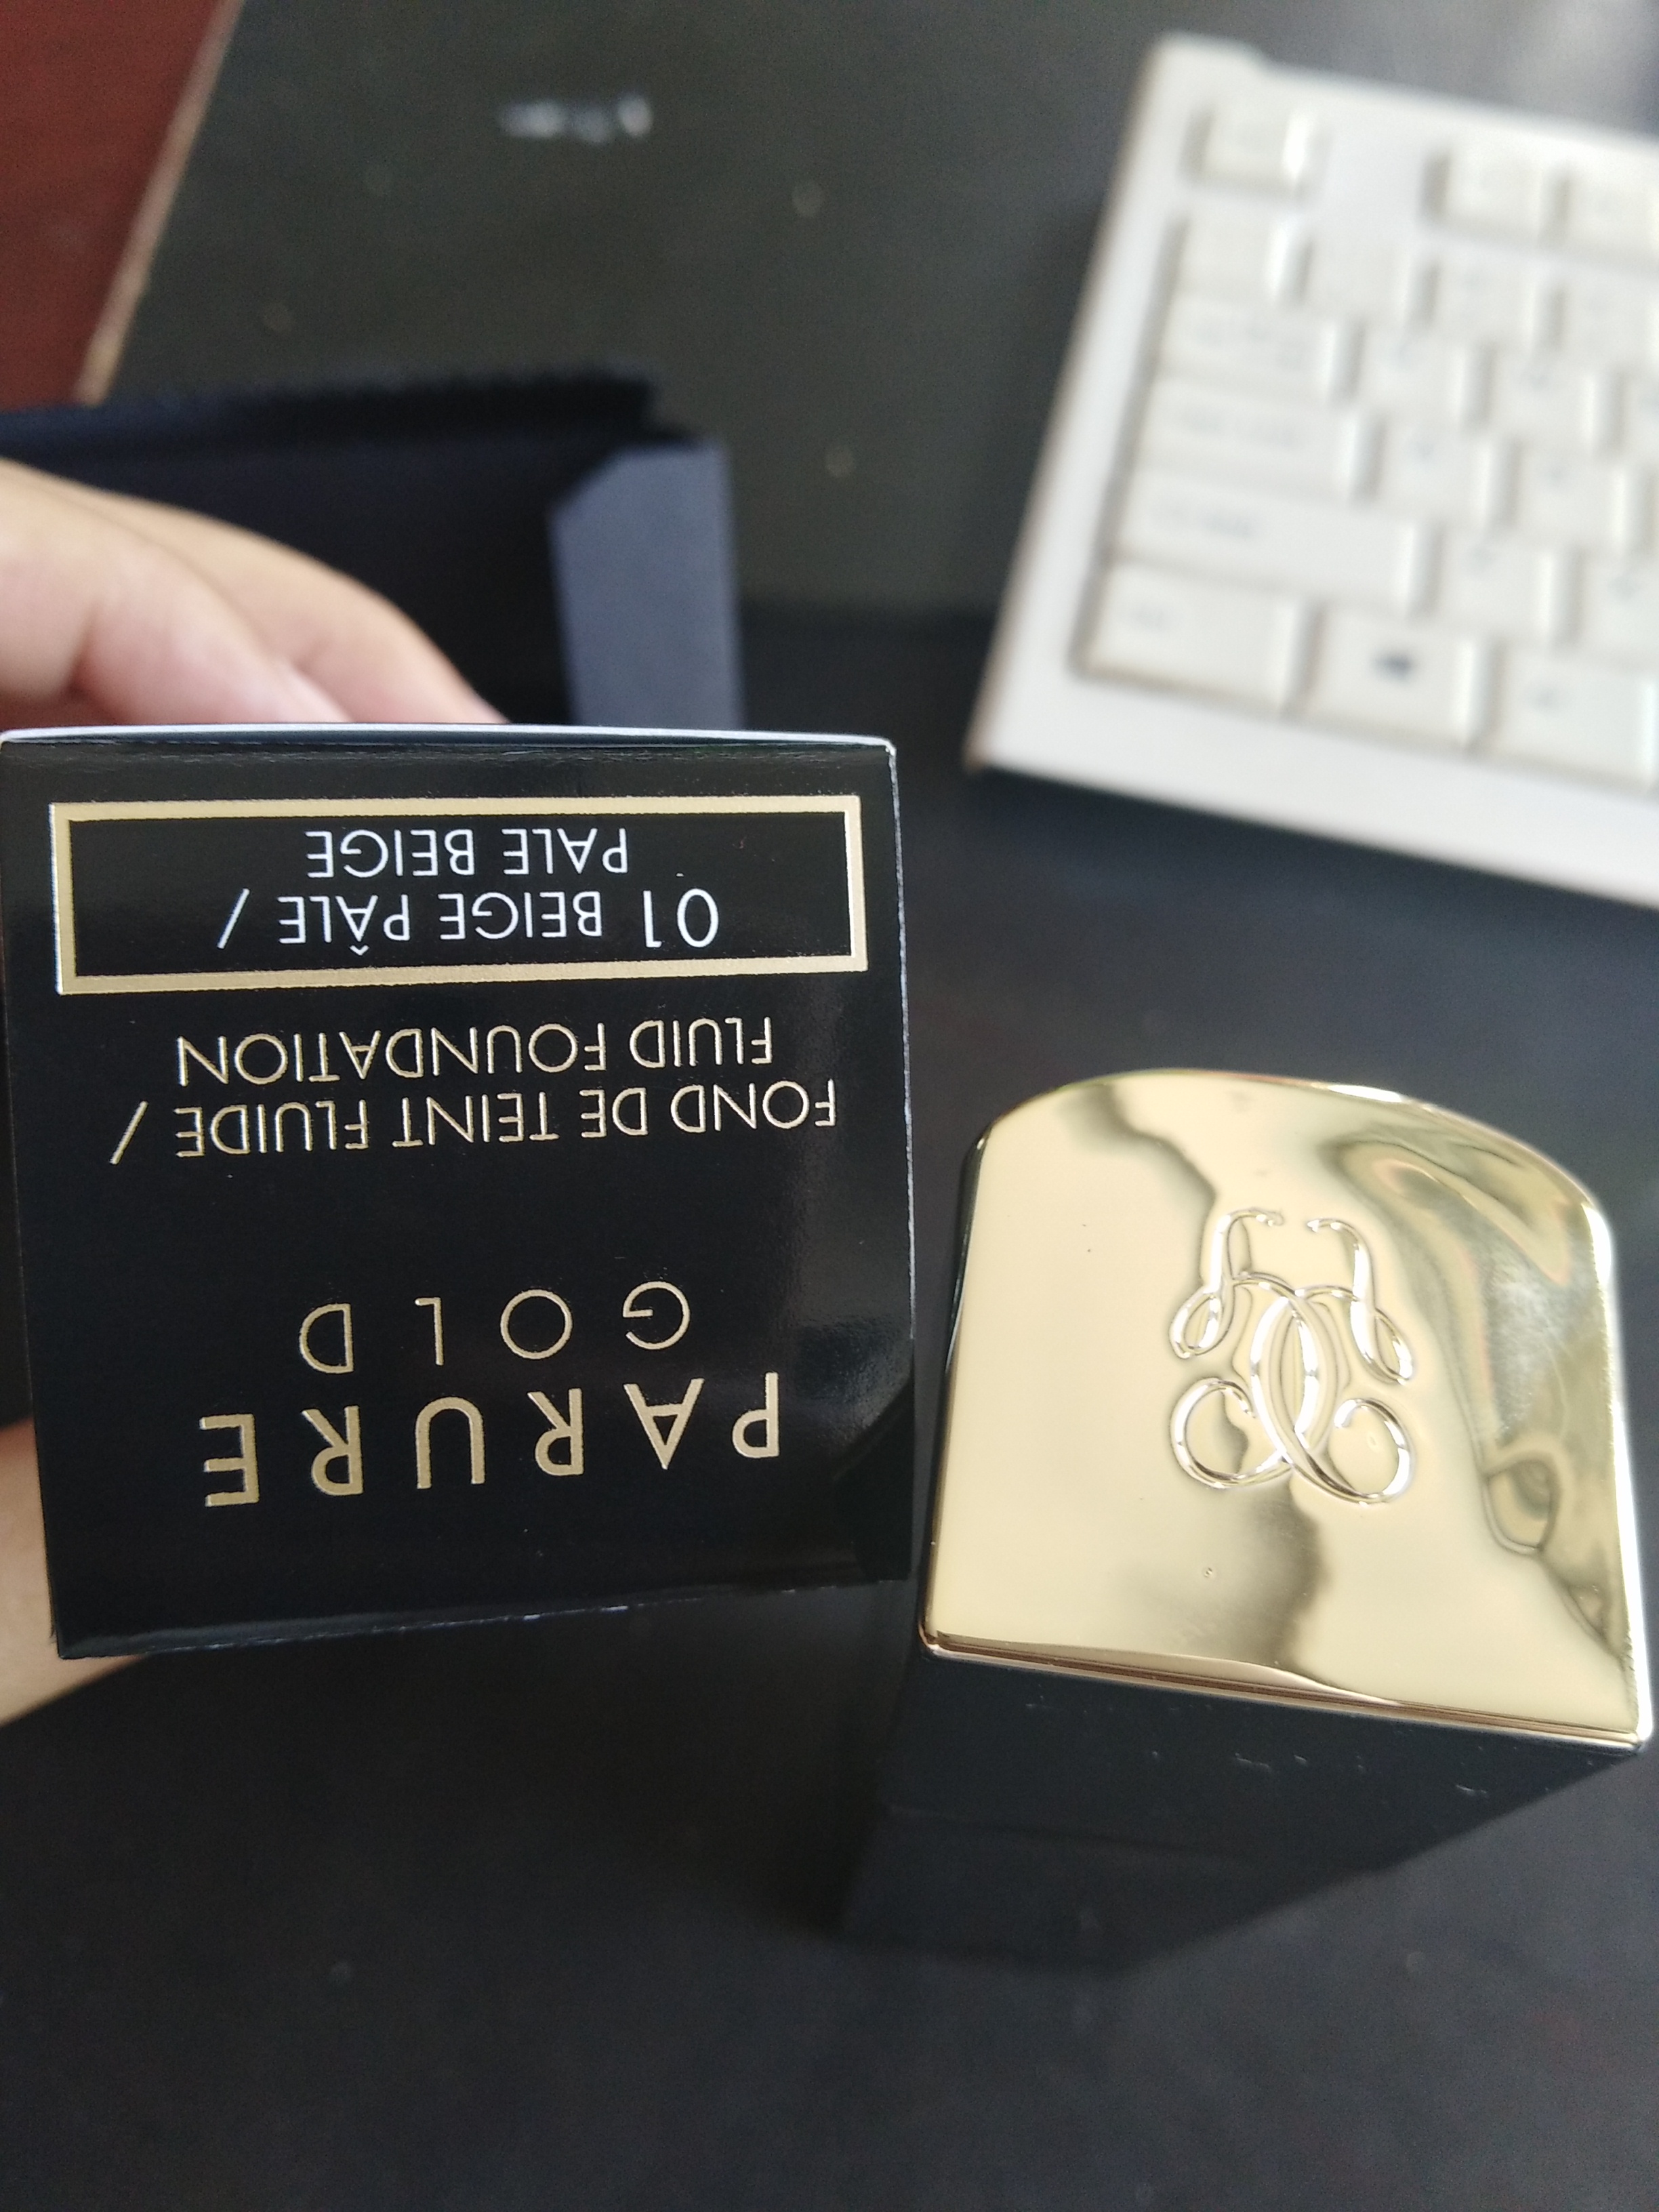 PARURE
GOLD
FOND DE TEINT FLUIDE /
FLUID FOUNDATION
01 BEIGE PÂLE /
PALE BEIGE